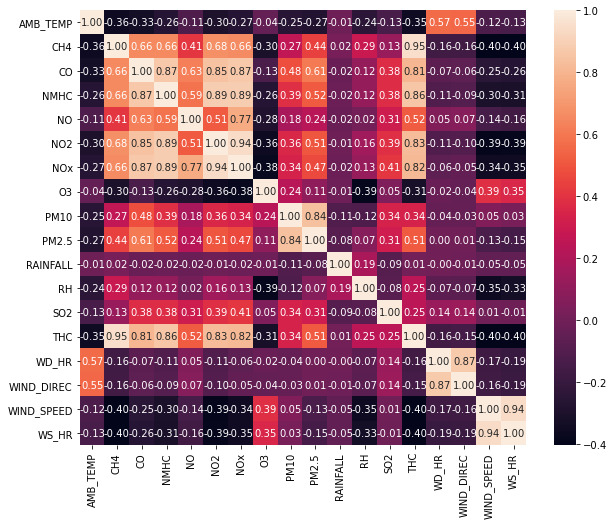 AMB_TEMP 1.00 -0.36 -0.33 -0.26 -0.11 -0.30 -0.27 -0.04 -0.25 -0.27 -0.01 -0.24 -0.13 -0.35 0.57 0.55 -0.12 -0.13
CH4 -0.36 1.00 0.66 0.66 0.41 0.68 0.66 -0.30 0.27 0.44 0.02 0.29 0.13 0.95 -0.16 -0.16 -0.40 -0.40
CO -0.33 0.66 1.00 0.87 0.63 0.85 0.87 -0.13 0.48 0.61 -0.02 0.12 0.38 0.81 -0.07 -0.06 -0.25 -0.26
NMHC -0.26 0.66 0.87 1.00 0.59 0.89 0.89 -0.26 0.39 0.52 -0.02 0.12 0.38 0.86 -0.11 -0.09 -0.30 -0.31
NO -0.11 0.41 0.63 0.59 1.00 0.51 0.77 -0.28 0.18 0.24 -0.02 0.02 0.31 0.52 0.05 0.07 -0.14 -0.16
NO2 -0.30 0.68 0.85 0.89 0.51 1.00 0.94 -0.36 0.36 0.51 -0.01 0.16 0.39 0.83 -0.11 -0.10 -0.39 -0.39
NOx -0.27 0.66 0.87 0.89 0.77 0.94 1.00 -0.38 0.34 0.47 -0.02 0.13 0.41 0.82 -0.06 -0.05 -0.34 -0.35
O3 -0.04 -0.30 -0.13 -0.26 -0.28 -0.36 -0.38 1.00 0.24 0.11 -0.01 -0.39 0.05 -0.31 -0.02 -0.04 0.39 0.35
PM10 -0.25 0.27 0.48 0.39 0.18 0.36 0.34 0.24 1.00 0.84 -0.11 -0.12 0.34 0.34 -0.04 -0.03 0.05 0.03
PM2.5 -0.27 0.44 0.61 0.52 0.24 0.51 0.47 0.11 0.84 1.00 -0.08 0.07 0.31 0.51 0.00 0.01 -0.13 -0.15
RAINFALL -0.01 0.02 -0.02 -0.02 -0.02 -0.01 -0.02 -0.01 -0.11 -0.08 1.00 0.19 -0.09 0.01 -0.00 -0.01 -0.05 -0.05
RH -0.24 0.29 0.12 0.12 0.02 0.16 0.13 -0.39 -0.12 0.07 0.19 1.00 -0.08 0.25 -0.07 -0.07 -0.35 -0.33
SO2 -0.13 0.13 0.38 0.38 0.31 0.39 0.41 0.05 0.34 0.31 -0.09 -0.08 1.00 0.25 0.14 0.14 0.01 -0.01
THC -0.35 0.95 0.81 0.86 0.52 0.83 0.82 -0.31 0.34 0.51 0.01 0.25 0.25 1.00 -0.16 -0.15 -0.40 -0.40
WD_HR 0.57 -0.16 -0.07 -0.11 0.05 -0.11 -0.06 -0.02 -0.04 0.00 -0.00 -0.07 0.14 -0.16 1.00 0.87 -0.17 -0.19
WIND_DIREC 0.55 -0.16 -0.06 -0.09 0.07 -0.10 -0.05 -0.04 -0.03 0.01 -0.01 -0.07 0.14 -0.15 0.87 1.00 -0.16 -0.19
WIND_SPEED -0.12 -0.40 -0.25 -0.30 -0.14 -0.39 -0.34 0.39 0.05 -0.13 -0.05 -0.35 0.01 -0.40 -0.17 -0.16 1.00 0.94
WS_HR -0.13 -0.40 -0.26 -0.31 -0.16 -0.39 -0.35 0.35 0.03 -0.15 -0.05 -0.33 -0.01 -0.40 -0.19 -0.19 0.94 1.00
AMB_TEMP CH4 CO NMHC NO NO2 NOx O3 PM10 PM2.5 RAINFALL RH SO2 THC WD_HR WIND_DIREC WIND_SPEED WS_HR
1.0
0.8
0.6
0.4
0.2
0.0
-0.2
-0.4